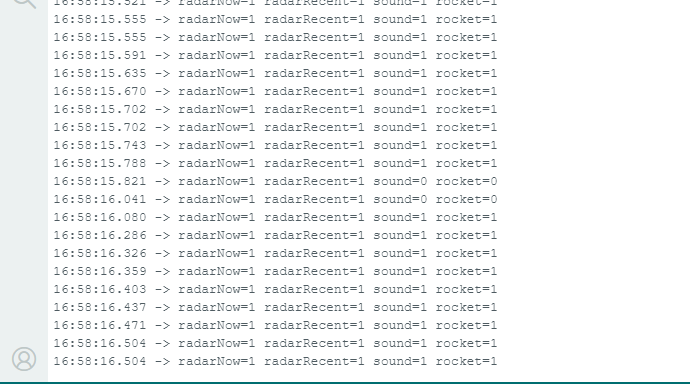 16:58:15.521 -> radarNow=1 radarRecent=1 sound=1 rocket=1
16:58:15.555 -> radarNow=1 radarRecent=1 sound=1 rocket=1
16:58:15.555 -> radarNow=1 radarRecent=1 sound=1 rocket=1
16:58:15.591 -> radarNow=1 radarRecent=1 sound=1 rocket=1
16:58:15.635 -> radarNow=1 radarRecent=1 sound=1 rocket=1
16:58:15.670 -> radarNow=1 radarRecent=1 sound=1 rocket=1
16:58:15.702 -> radarNow=1 radarRecent=1 sound=1 rocket=1
16:58:15.702 -> radarNow=1 radarRecent=1 sound=1 rocket=1
16:58:15.743 -> radarNow=1 radarRecent=1 sound=1 rocket=1
16:58:15.788 -> radarNow=1 radarRecent=1 sound=1 rocket=1
16:58:15.821 -> radarNow=1 radarRecent=1 sound=0 rocket=0
16:58:16.041 -> radarNow=1 radarRecent=1 sound=0 rocket=0
16:58:16.080 -> radarNow=1 radarRecent=1 sound=1 rocket=1
16:58:16.286 -> radarNow=1 radarRecent=1 sound=1 rocket=1
16:58:16.326 -> radarNow=1 radarRecent=1 sound=1 rocket=1
16:58:16.359 -> radarNow=1 radarRecent=1 sound=1 rocket=1
16:58:16.403 -> radarNow=1 radarRecent=1 sound=1 rocket=1
16:58:16.437 -> radarNow=1 radarRecent=1 sound=1 rocket=1
16:58:16.471 -> radarNow=1 radarRecent=1 sound=1 rocket=1
16:58:16.504 -> radarNow=1 radarRecent=1 sound=1 rocket=1
16:58:16.504 -> radarNow=1 radarRecent=1 sound=1 rocket=1